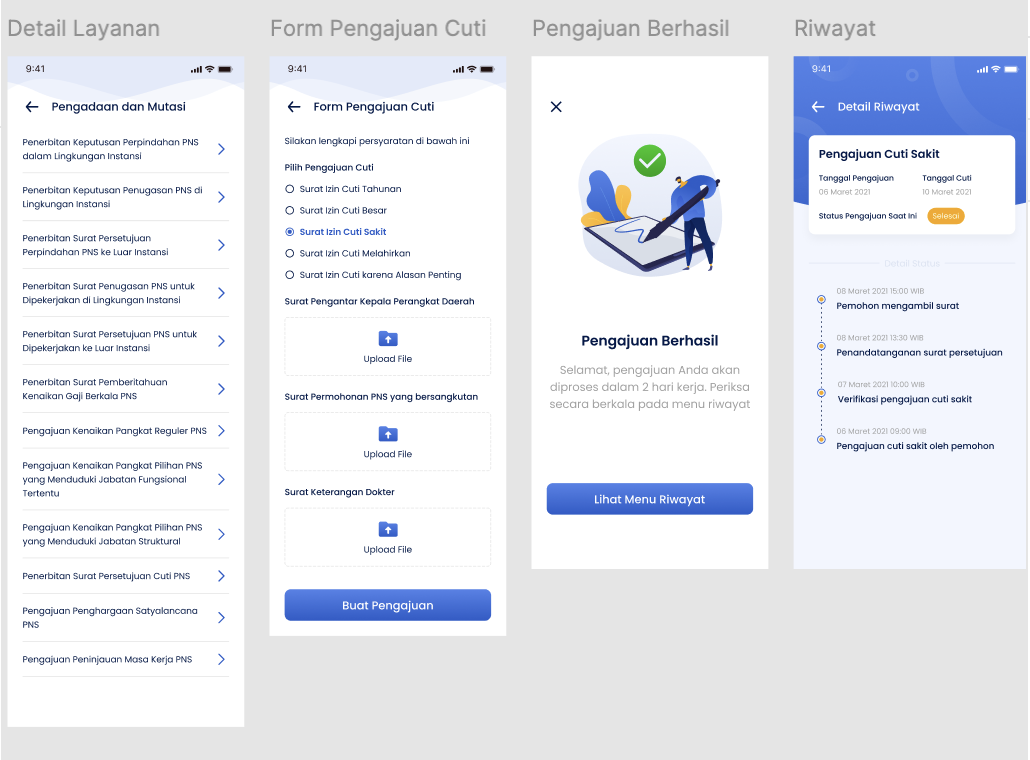 Detail Layanan
9:41
Pengadaan dan Mutasi
Penerbitan Keputusan Perpindahan PNS
dalam Lingkungan Instansi
Penerbitan Keputusan Penugasan PNS di
Lingkungan Instansi
Penerbitan Surat Persetujuan
Perpindahan PNS ke Luar Instansi
Penerbitan Surat Penugasan PNS untuk
Dipekerjakan di Lingkungan Instansi
Penerbitan Surat Persetujuan PNS untuk
Dipekerjakan ke Luar Instansi
Penerbitan Surat Pemberitahuan
Kenaikan Gaji Berkala PNS
Pengajuan Kenaikan Pangkat Reguler PNS
Pengajuan Kenaikan Pangkat Pilihan PNS
yang Menduduki Jabatan Fungsional
Tertentu
Pengajuan Kenaikan Pangkat Pilihan PNS
yang Menduduki Jabatan Struktural
Penerbitan Surat Persetujuan Cuti PNS
Pengajuan Penghargaan Satyalancana
PNS
Pengajuan Peninjauan Masa Kerja PNS
Form Pengajuan Cuti
9:41
Form Pengajuan Cuti
Silakan lengkapi persyaratan di bawah ini
Pilih Pengajuan Cuti
Surat Izin Cuti Tahunan
Surat Izin Cuti Besar
Surat Izin Cuti Sakit
Surat Izin Cuti Melahirkan
Surat Izin Cuti karena Alasan Penting
Surat Pengantar Kepala Perangkat Daerah
Upload File
Surat Permohonan PNS yang bersangkutan
Upload File
Surat Keterangan Dokter
Upload File
Buat Pengajuan
Pengajuan Berhasil
Pengajuan Berhasil
Selamat, pengajuan Anda akan
diproses dalam 2 hari kerja. Periksa
secara berkala pada menu riwayat
Lihat Menu Riwayat
Riwayat
9:41
Detail Riwayat
Pengajuan Cuti Sakit
Tanggal Pengajuan Tanggal Cuti
06 Maret 2021 10 Maret 2021
Status Pengajuan Saat Ini Selesai
Detail Status
08 Maret 2021 15:00 WIB
Pemohon mengambil surat
08 Maret 2021 13:30 WIB
Penandatanganan surat persetujuan
07 Maret 2021 10:00 WIB
Verifikasi pengajuan cuti sakit
06 Maret 2021 09:00 WIB
Pengajuan cuti sakit oleh pemohon